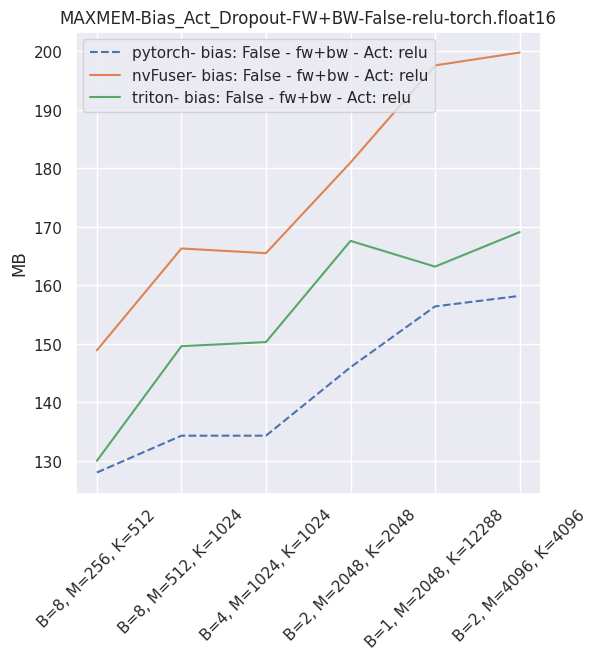 MAXMEM-Bias_Act_Dropout-FW+BW-False-relu-torch.float16
pytorch- bias: False - fw+bw - Act: relu
nvFuser- bias: False - fw+bw - Act: relu
triton- bias: False - fw+bw - Act: relu
200
190
180
170
160
150
140
130
MB
B=8, M=256, K=512
B=8, M=512, K=1024
B=4, M=1024, K=1024
B=2, M=2048, K=2048
B=1, M=2048, K=12288
B=2, M=4096, K=4096